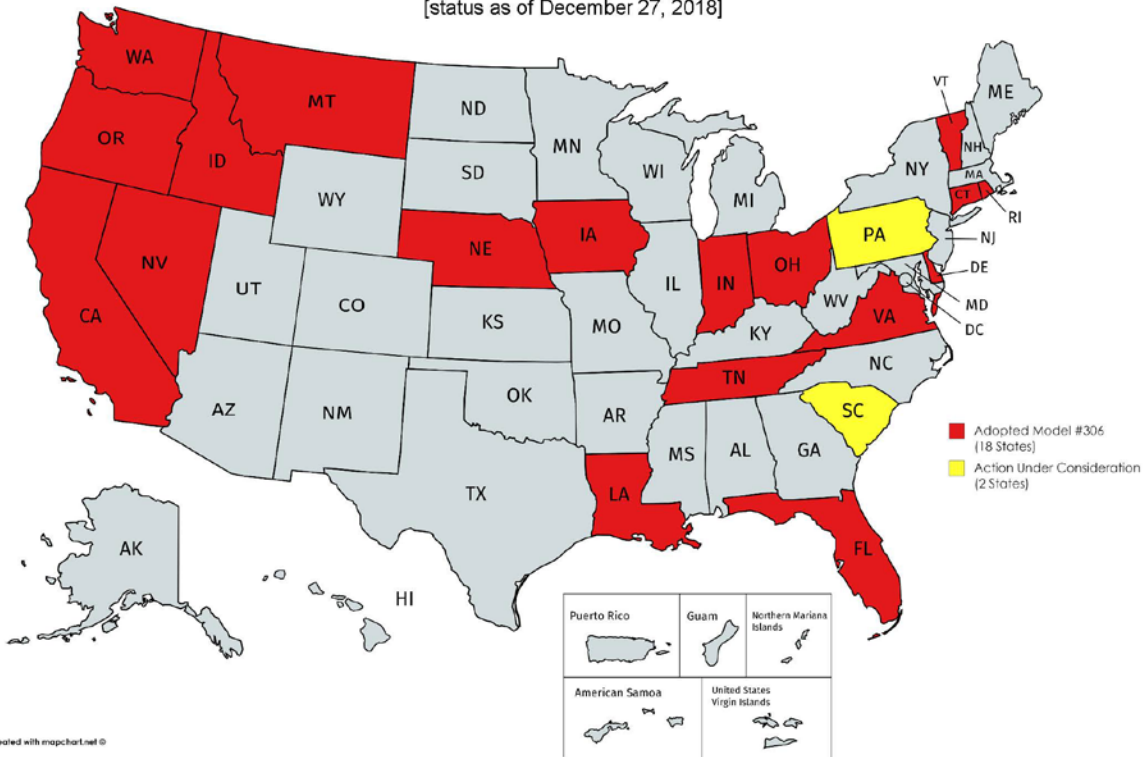 [status as of December 27, 2018]
WA
MT
ND
MN
VT
ME
OR
ID
SD
WI
NY
NH
MA
WY
MI
CT
RI
NV
NE
IA
PA
NJ
UT
CO
IL
IN
OH
DE
CA
KS
MO
WV
VA
MD
KY
DC
AZ
NM
OK
AR
TN
NC
SC
MS
AL
GA
TX
LA
FL
AK
HI
Adopted Model #306
(18 States)
Action Under Consideration
(2 States)
Puerto Rico
Guam
Northern Mariana
Islands
American Samoa
United States
Virgin Islands
eated with mapchart.net ©